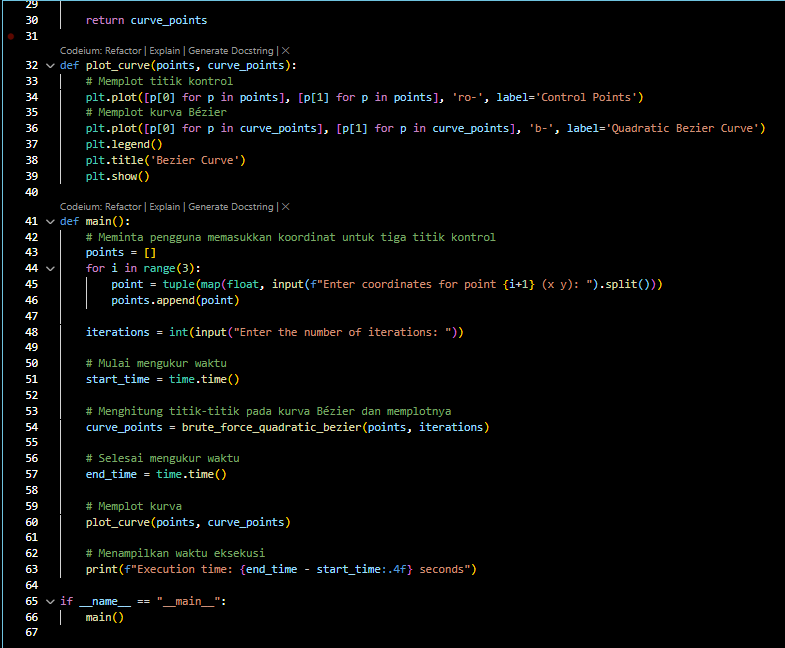 29
30 return curve_points
31
Codeium: Refactor | Explain | Generate Docstring | ×
32 def plot_curve(points, curve_points):
33 # Memplot titik kontrol
34 plt.plot([p[0] for p in points], [p[1] for p in points], 'ro-', label='Control Points')
35 # Memplot kurva Bézier
36 plt.plot([p[0] for p in curve_points], [p[1] for p in curve_points], 'b-', label='Quadratic Bezier Curve')
37 plt.legend()
38 plt.title('Bezier Curve')
39 plt.show()
40
Codeium: Refactor | Explain | Generate Docstring | ×
41 def main():
42 # Meminta pengguna memasukkan koordinat untuk tiga titik kontrol
43 points = []
44 for i in range(3):
45 point = tuple(map(float, input(f"Enter coordinates for point {i+1} (x y): ").split()))
46 points.append(point)
47
48 iterations = int(input("Enter the number of iterations: "))
49
50 # Mulai mengukur waktu
51 start_time = time.time()
52
53 # Menghitung titik-titik pada kurva Bézier dan memplotnya
54 curve_points = brute_force_quadratic_bezier(points, iterations)
55
56 # Selesai mengukur waktu
57 end_time = time.time()
58
59 # Memplot kurva
60 plot_curve(points, curve_points)
61
62 # Menampilkan waktu eksekusi
63 print(f"Execution time: {end_time - start_time:.4f} seconds")
64
65 if __name__ == "__main__":
66 main()
67